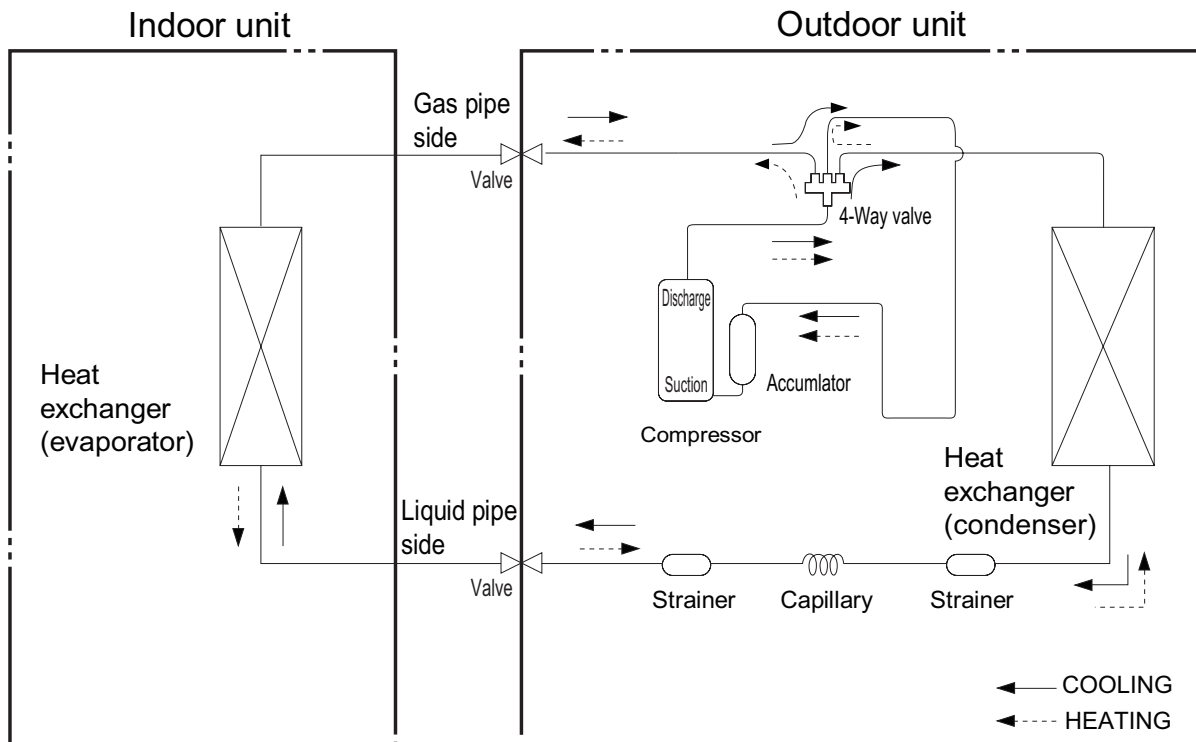 Indoor unit
Outdoor unit
Gas pipe
side
Valve
4-Way valve
Discharge
Suction
Accumlator
Compressor
Heat
exchanger
(evaporator)
Heat
exchanger
(condenser)
Liquid pipe
side
Valve
Strainer
Capillary
Strainer
COOLING
HEATING